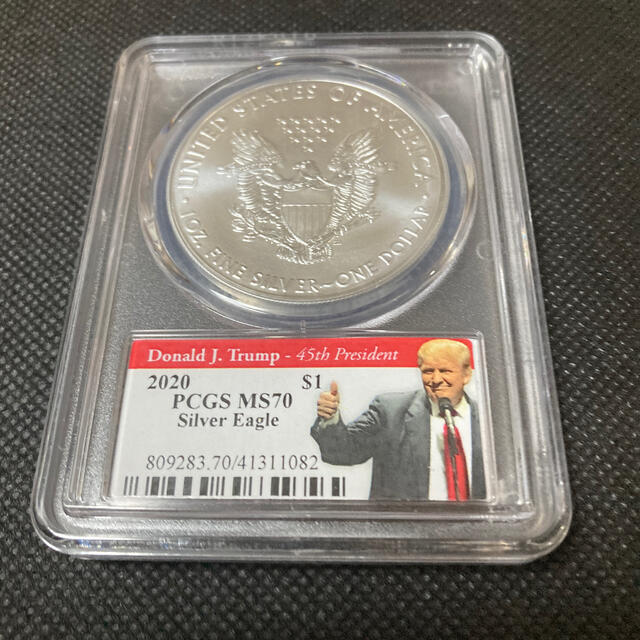 UNITED STATES OF AMERICA
1 OZ. FINE SILVER~ONE DOLLAR
Donald J. Trump - 45th President
2020 $1
PCGS MS70
Silver Eagle
809283.70/41311082